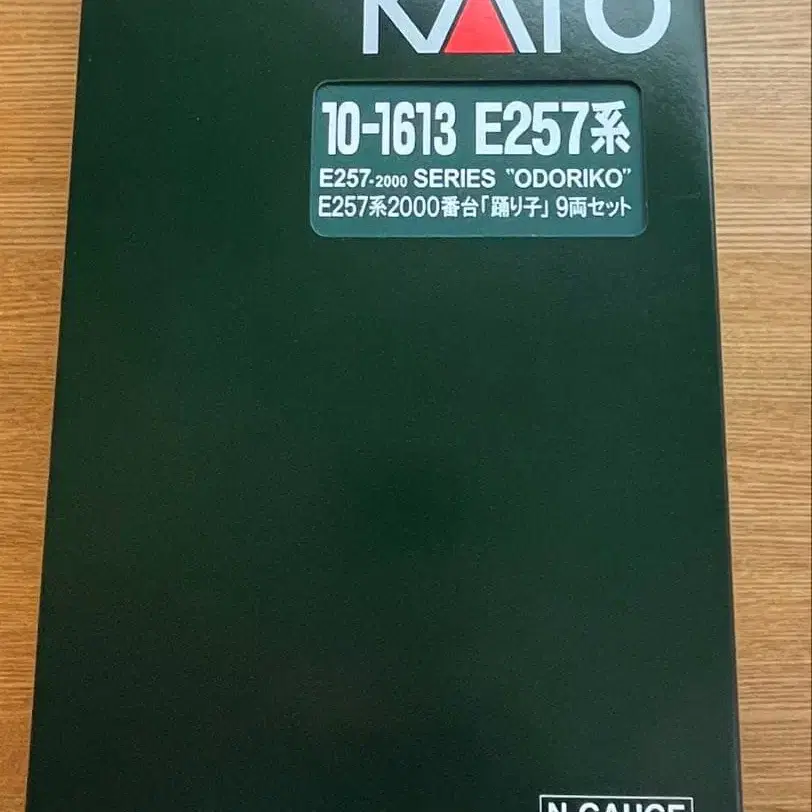 KATO
10-1613 E257系
E257-2000 SERIES "ODORIKO"
E257系2000番台「踊り子」9両セット
N GAUGE